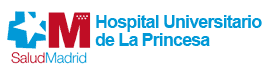 Hospital Universitario
de La Princesa
M
SaludMadrid